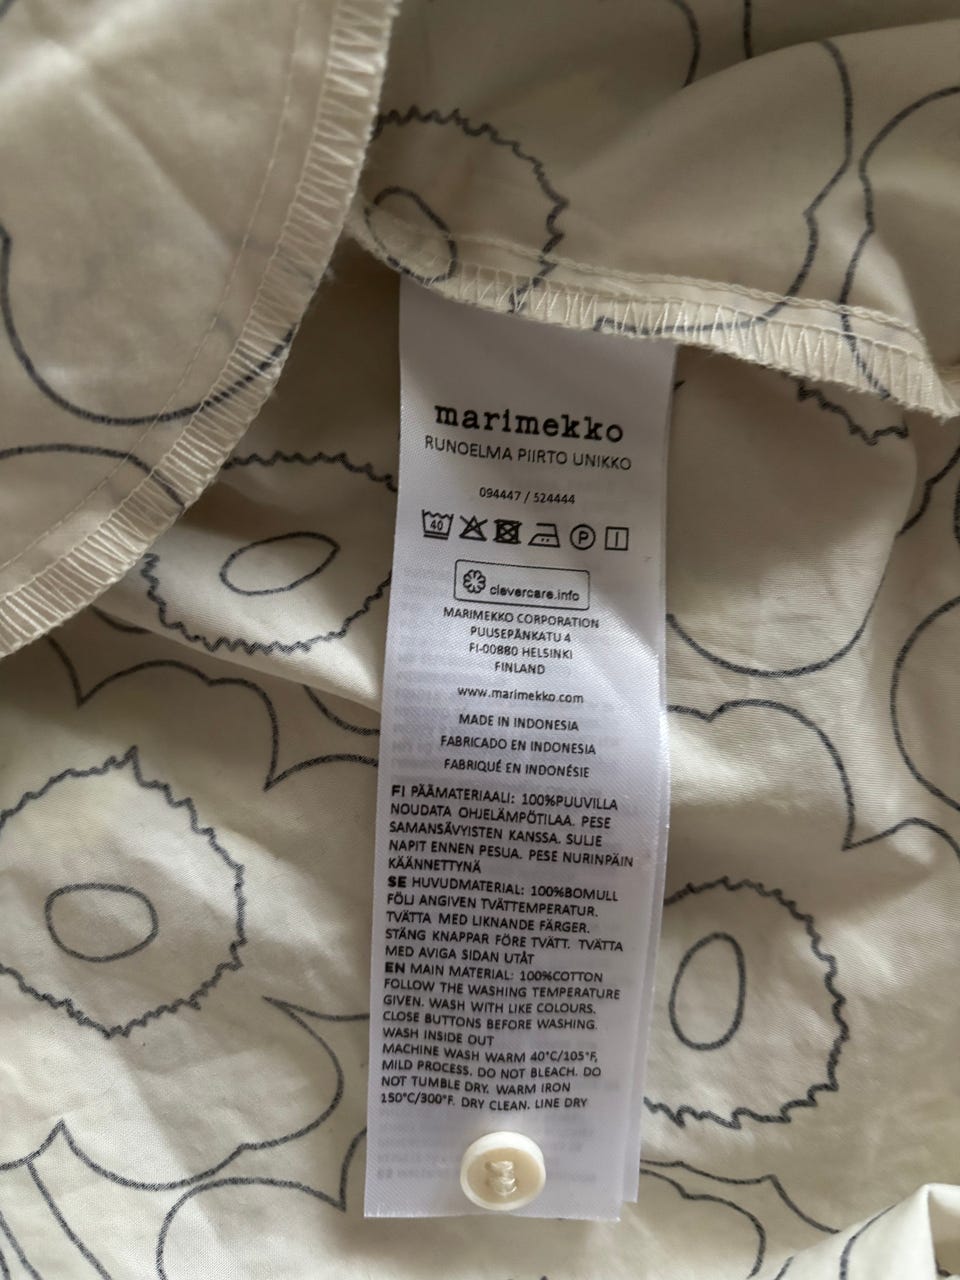 marimekko
RUNOELMA PIIRTO UNIKKO
094447 / 524444
40 P
clevercare.info
MARIMEKKO CORPORATION
PUUSEPÄNKATU 4
FI-00880 HELSINKI
FINLAND
www.marimekko.com
MADE IN INDONESIA
FABRICADO EN INDONESIA
FABRIQUÉ EN INDONÉSIE
FI PÄÄMATERIAALI: 100%PUUVILLA
NOUDATA OHJELÄMPÖTILAA. PESE
SAMANSÄVYISTEN KANSSA. SULJE
NAPIT ENNEN PESUA. PESE NURINPÄIN
KÄÄNNETTYNÄ
SE HUVUDMATERIAL: 100%BOMULL
FÖLJ ANGIVEN TVÄTTEMPERATUR.
TVÄTTA MED LIKNANDE FÄRGER.
STÄNG KNAPPAR FÖRE TVÄTT. TVÄTTA
MED AVIGA SIDAN UTÅT
EN MAIN MATERIAL: 100%COTTON
FOLLOW THE WASHING TEMPERATURE
GIVEN. WASH WITH LIKE COLOURS.
CLOSE BUTTONS BEFORE WASHING.
WASH INSIDE OUT
MACHINE WASH WARM 40°C/105°F,
MILD PROCESS. DO NOT BLEACH. DO
NOT TUMBLE DRY. WARM IRON
150°C/300°F. DRY CLEAN. LINE DRY